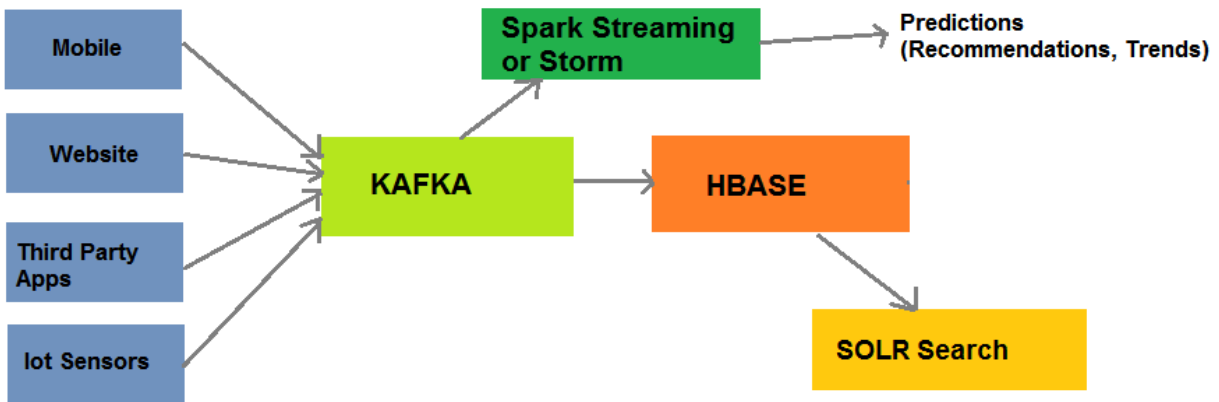 Mobile
Website
Third Party
Apps
Iot Sensors
KAFKA
Spark Streaming
or Storm
Predictions
(Recommendations, Trends)
HBASE
SOLR Search